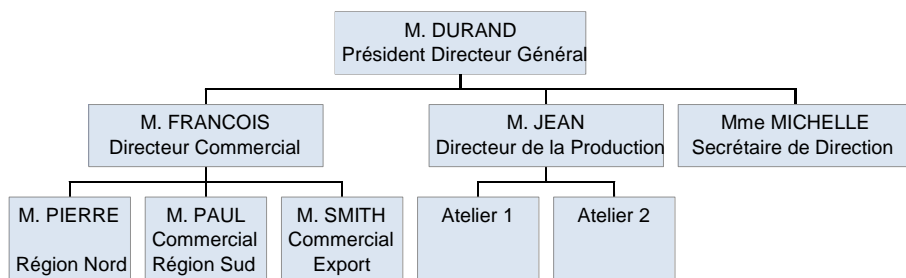 M. DURAND
Président Directeur Général
M. FRANCOIS
Directeur Commercial
M. JEAN
Directeur de la Production
Mme MICHELLE
Secrétaire de Direction
M. PIERRE
Région Nord
M. PAUL
Commercial
Région Sud
M. SMITH
Commercial
Export
Atelier 1
Atelier 2